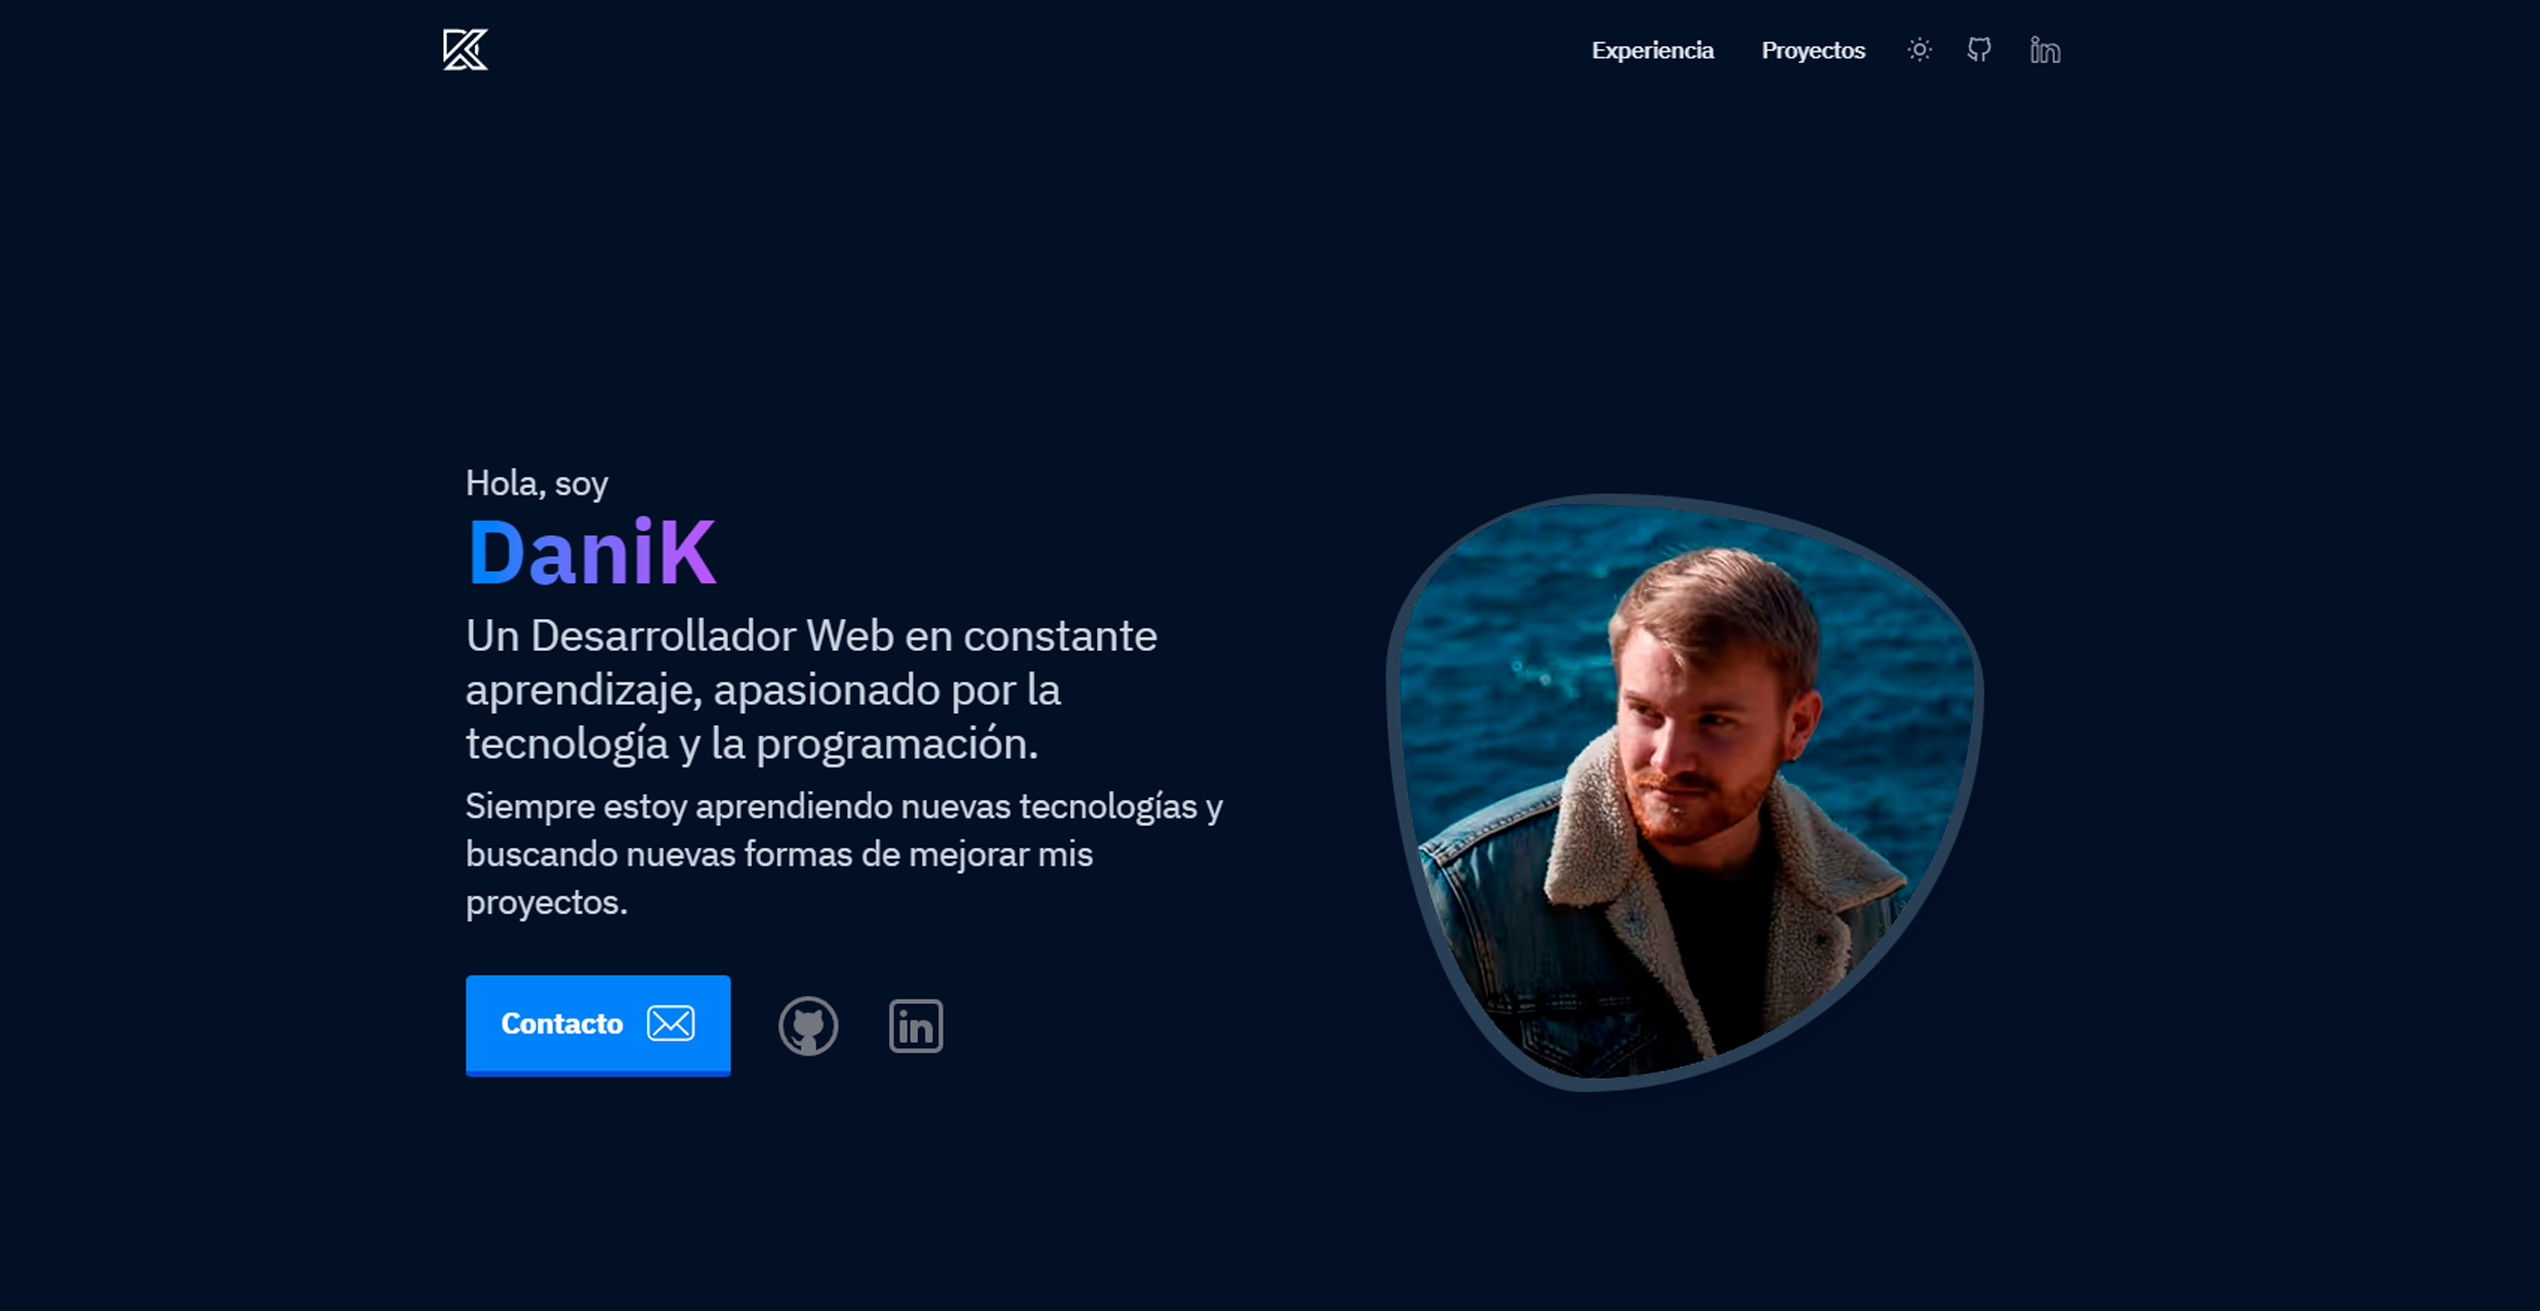 Experiencia Proyectos
Hola, soy
DaniK
Un Desarrollador Web en constante
aprendizaje, apasionado por la
tecnología y la programación.
Siempre estoy aprendiendo nuevas tecnologías y
buscando nuevas formas de mejorar mis
proyectos.
Contacto